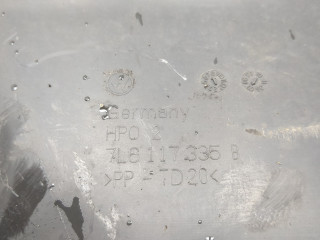 Germany
HPO 2
7L6 117 335 B
>PP - TD20<